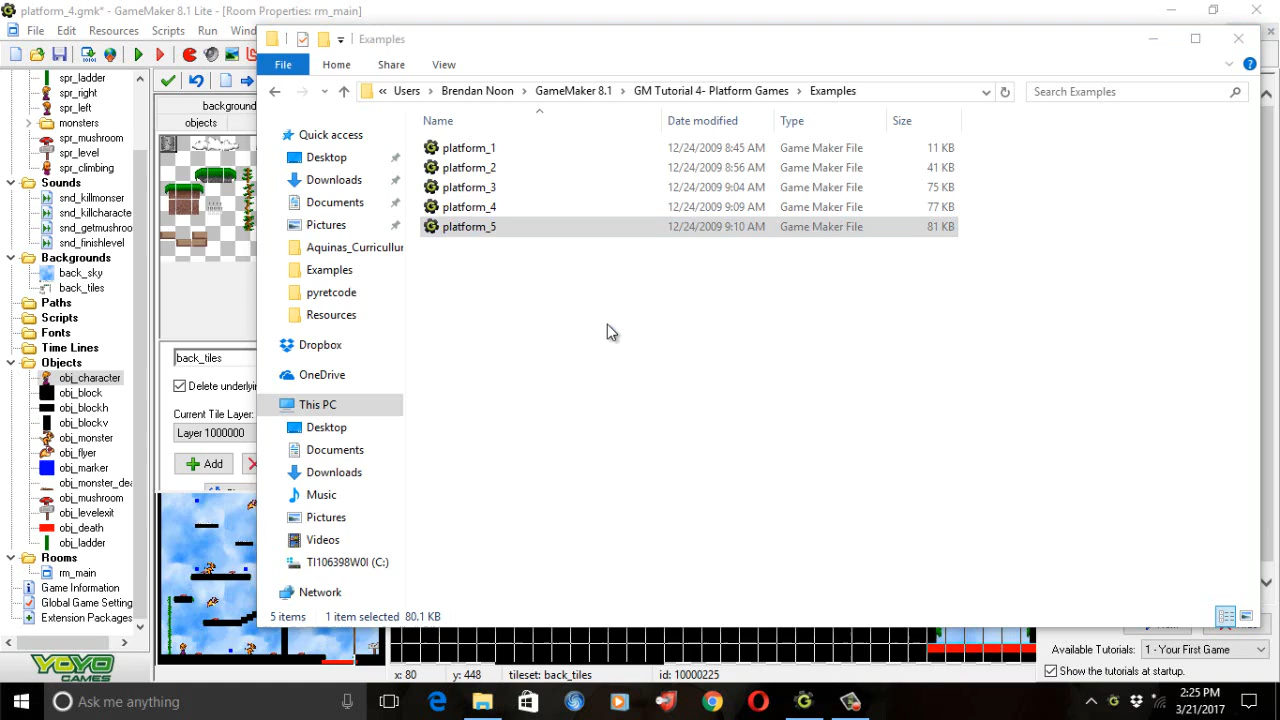 platform_4.gmk* - GameMaker 8.1 Lite - [Room Properties: rm_main]
File Edit Resources Scripts Run Wind
spr_ladder
spr_right
spr_left
monsters
spr_mushroom
spr_level
spr_climbing
Sounds
snd_killmonser
snd_killcharacte
snd_getmushroo
snd_finishlevel
Backgrounds
back_sky
back_tiles
Paths
Scripts
Fonts
Time Lines
Objects
obj_character
obj_block
obj_blockh
obj_blockv
obj_monster
obj_flyer
obj_marker
obj_monster_dea
obj_mushroom
obj_levelexit
obj_death
obj_ladder
Rooms
rm_main
Game Information
Global Game Setting
Extension Packages
YOYO
GAMES
background
objects
back_tiles
Delete underlyin
Current Tile Layer:
Layer 1000000
Add
Examples
File Home Share View
« Users Brendan Noon GameMaker 8.1 GM Tutorial 4- Platform Games Examples
Search Examples
Name Date modified Type Size
platform_1 12/24/2009 8:45 AM Game Maker File 11 KB
platform_2 12/24/2009 8:56 AM Game Maker File 41 KB
platform_3 12/24/2009 9:04 AM Game Maker File 75 KB
platform_4 12/24/2009 9:09 AM Game Maker File 77 KB
platform_5 12/24/2009 9:10 AM Game Maker File 81 KB
Quick access
Desktop
Downloads
Documents
Pictures
Aquinas_Curricullur
Examples
pyretcode
Resources
Dropbox
OneDrive
This PC
Desktop
Documents
Downloads
Music
Pictures
Videos
TI106398W0I (C:)
Network
5 items 1 item selected 80.1 KB
x: 80 y: 448 tileset: back_tiles id: 10000225
Available Tutorials: 1 - Your First Game
Show the tutorials at startup.
Ask me anything
2:25 PM
3/21/2017